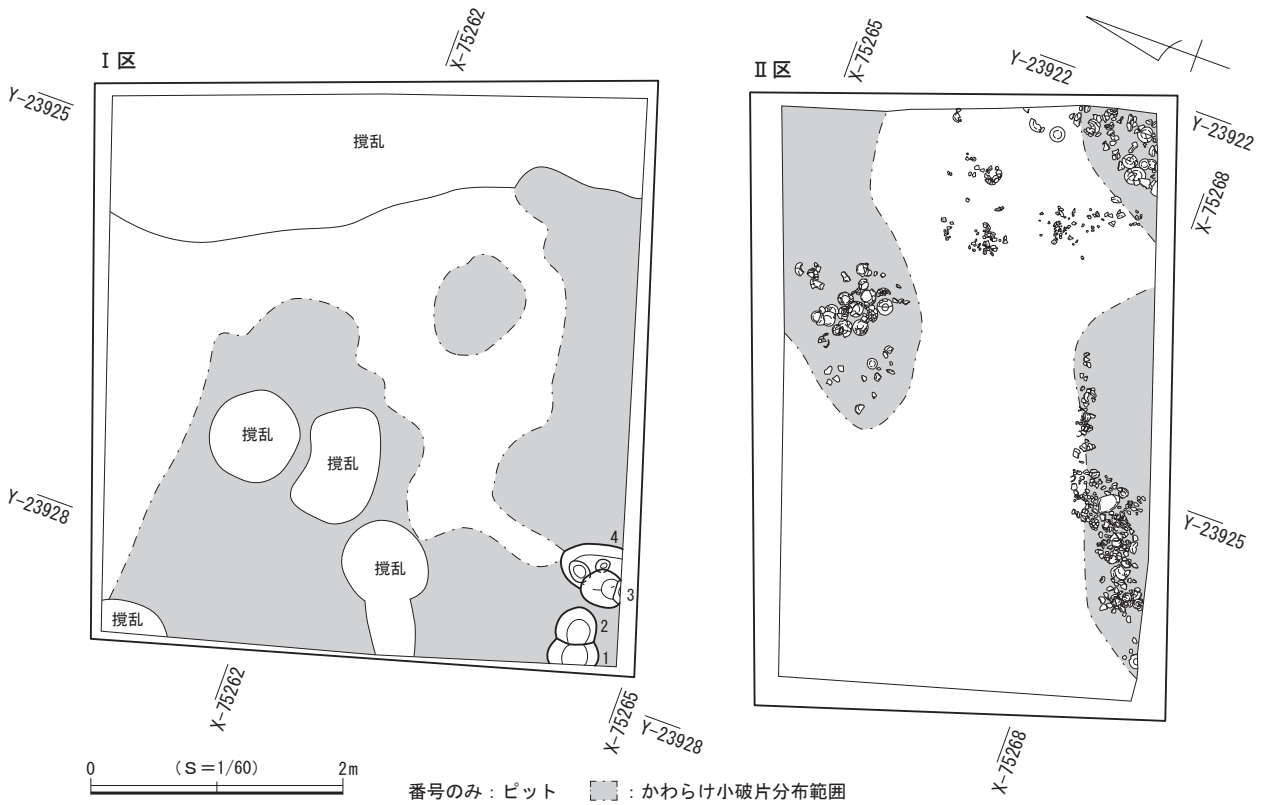 Ⅰ区
X-75262
Y-23925
撹乱
撹乱
撹乱
Y-23928
撹乱
撹乱
4
3
2
1
X-75262
X-75265
Y-23928
Ⅱ区
X-75265
Y-23922
Y-23922
X-75268
Y-23925
X-75268
0 (S=1/60) 2m
番号のみ：ピット ：かわらけ小破片分布範囲